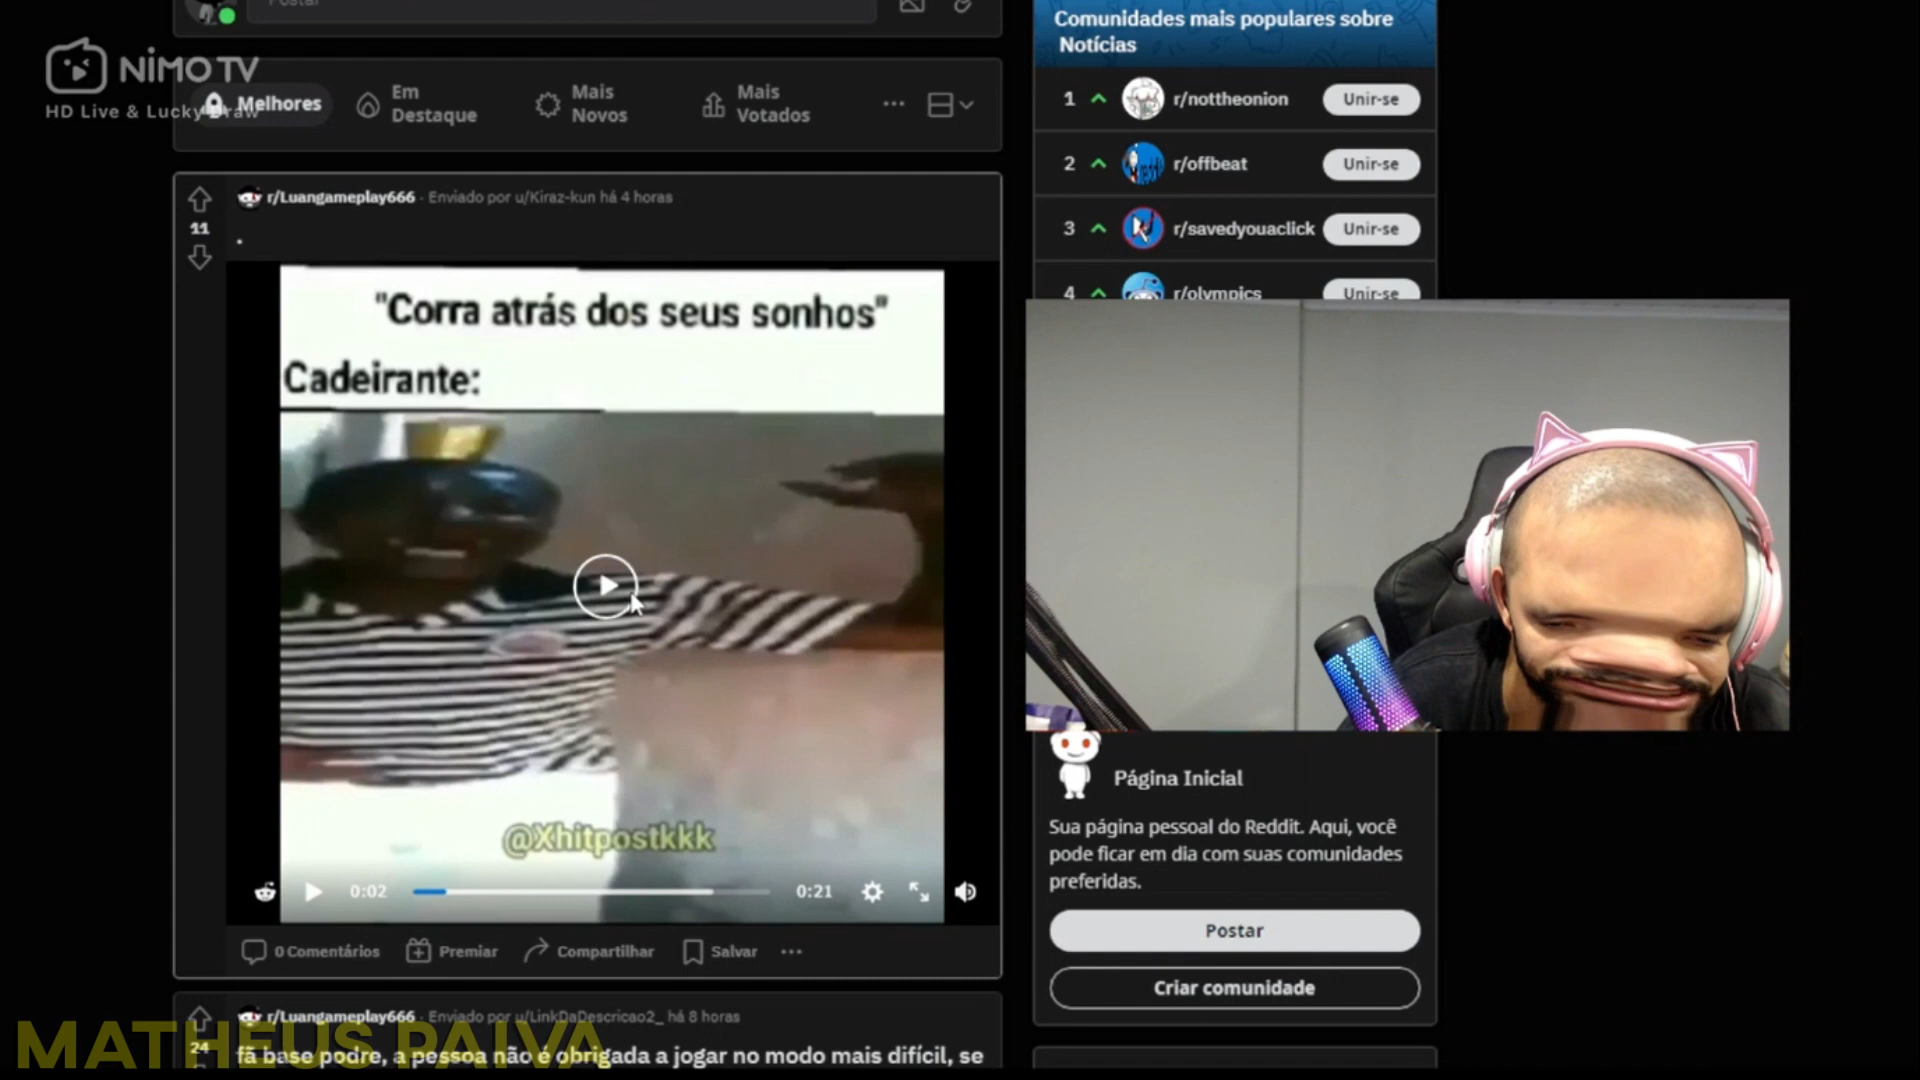 Postar
NIMO TV
HD Live & Lucky Draw
Melhores
Em
Destaque
Mais
Novos
Mais
Votados
r/Luangameplay666 · Enviado por u/Kiraz-kun há 4 horas
11
.
"Corra atrás dos seus sonhos"
Cadeirante:
@Xhitpostkkk
0:02
0:21
0 Comentários
Premiar
Compartilhar
Salvar
r/Luangameplay666 · Enviado por u/LinkDaDescricao2_ há 8 horas
24
fã base podre, a pessoa não é obrigada a jogar no modo mais difícil, se
MATHEUS PAIVA
Comunidades mais populares sobre
Notícias
1 r/nottheonion Unir-se
2 r/offbeat Unir-se
3 r/savedyouaclick Unir-se
4 r/olympics Unir-se
Página Inicial
Sua página pessoal do Reddit. Aqui, você
pode ficar em dia com suas comunidades
preferidas.
Postar
Criar comunidade